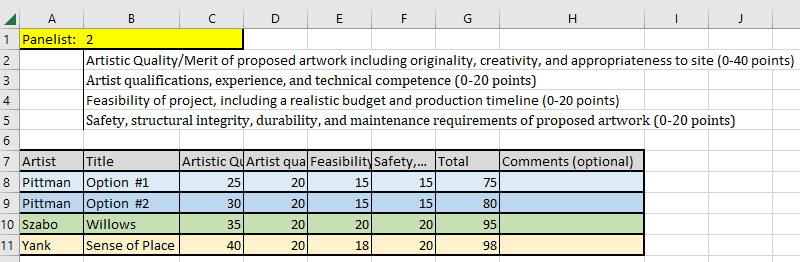 A B C D E F G H I J
1 Panelist: 2
2 Artistic Quality/Merit of proposed artwork including originality, creativity, and appropriateness to site (0-40 points)
3 Artist qualifications, experience, and technical competence (0-20 points)
4 Feasibility of project, including a realistic budget and production timeline (0-20 points)
5 Safety, structural integrity, durability, and maintenance requirements of proposed artwork (0-20 points)
6
7 Artist Title Artistic Qu Artist qua Feasibility Safety,... Total Comments (optional)
8 Pittman Option #1 25 20 15 15 75
9 Pittman Option #2 30 20 15 15 80
10 Szabo Willows 35 20 20 20 95
11 Yank Sense of Place 40 20 18 20 98